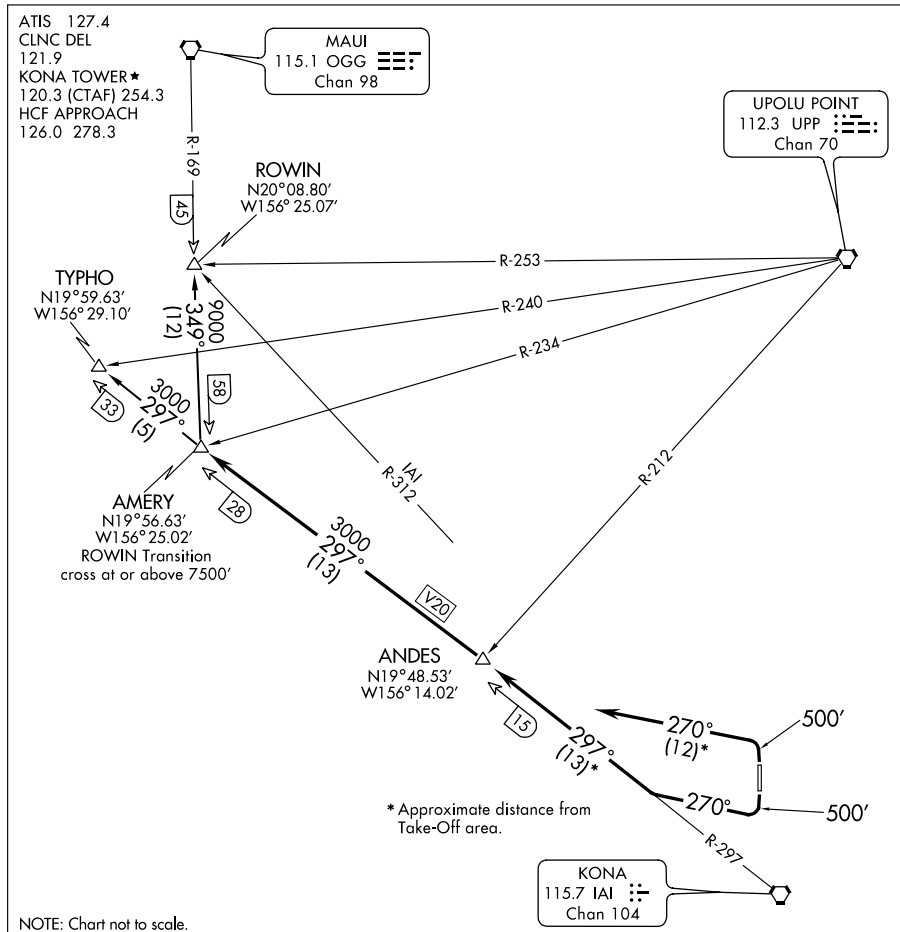 ATIS 127.4
CLNC DEL
121.9
KONA TOWER★
120.3 (CTAF) 254.3
HCF APPROACH
126.0 278.3
MAUI
115.1 OGG
Chan 98
UPOLU POINT
112.3 UPP
Chan 70
R-169
45
ROWIN
N20°08.80'
W156°25.07'
R-253
TYPHO
N19°59.63'
W156°29.10'
R-240
9000
349°
(12)
R-234
58
33
3000
297°
(5)
R-212
IAI
R-312
AMERY
N19°56.63'
W156°25.02'
ROWIN Transition
cross at or above 7500'
28
3000
297°
(13)
V20
ANDES
N19°48.53'
W156°14.02'
15
297°
(13)*
270°
(12)*
500'
270°
500'
* Approximate distance from
Take-Off area.
R-297
KONA
115.7 IAI
Chan 104
NOTE: Chart not to scale.